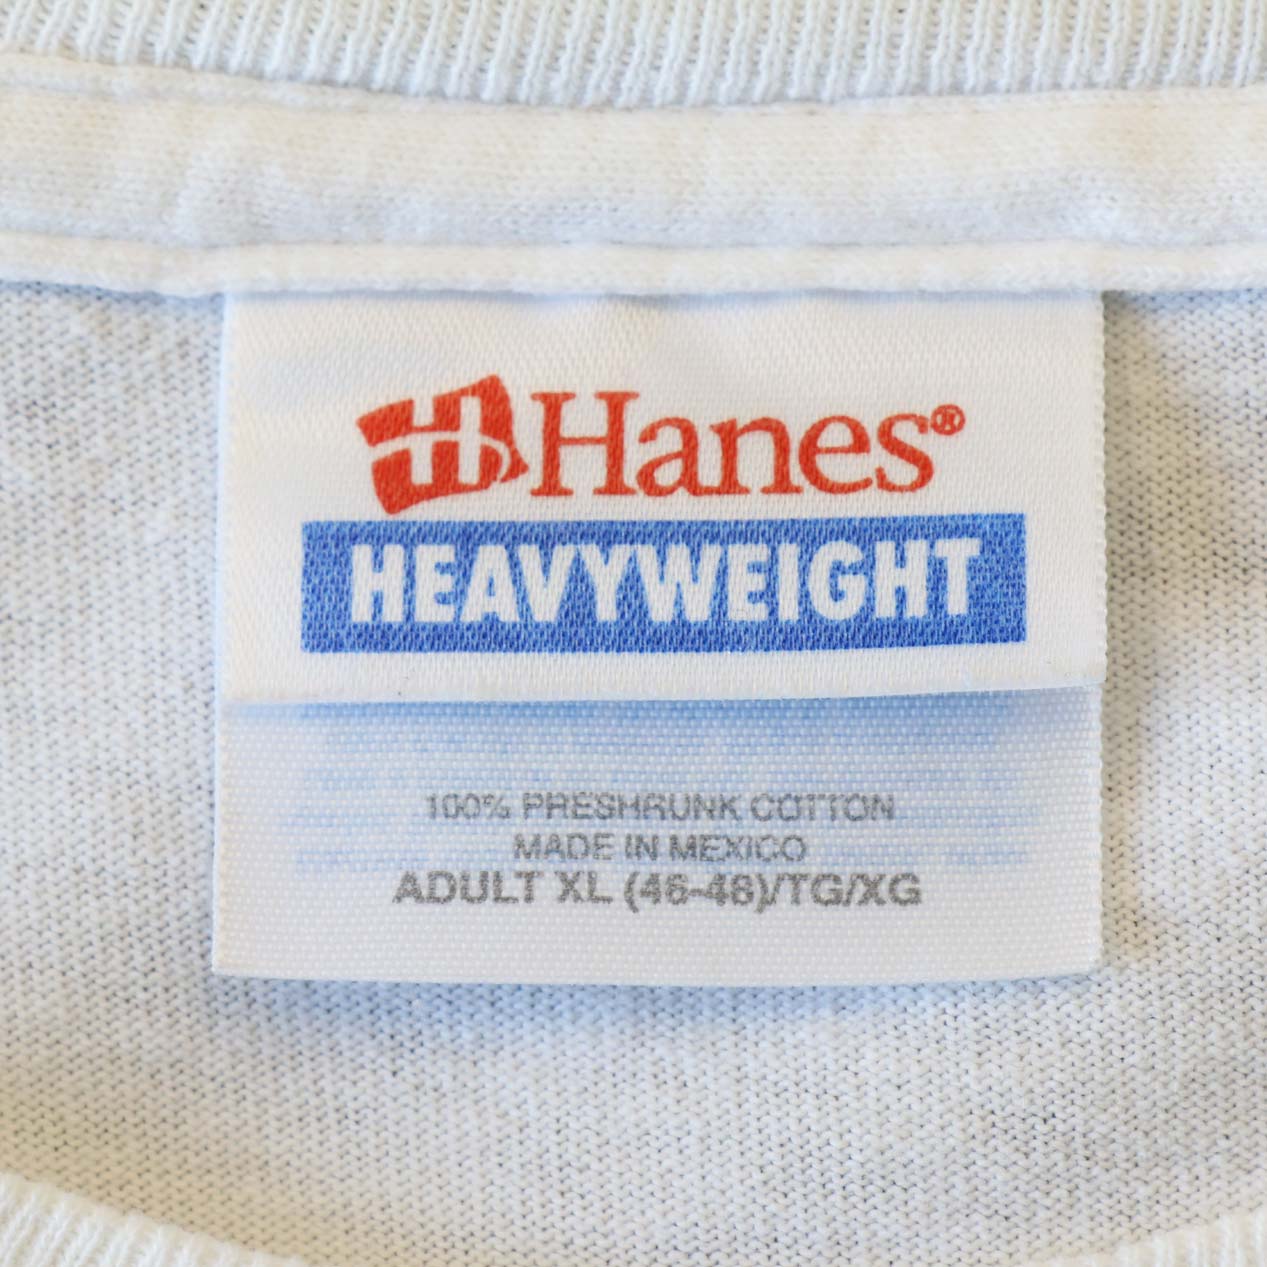 H Hanes®
HEAVYWEIGHT
100% PRESHRUNK COTTON
MADE IN MEXICO
ADULT XL (46-48)/TG/XG